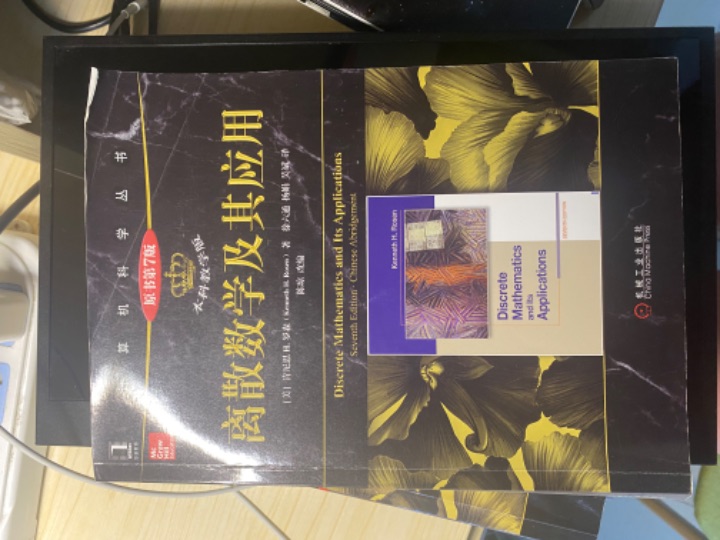 计算机科学丛书
原书第7版
本科教学版
离散数学及其应用
[美] 肯尼思 H. 罗森 (Kenneth H. Rosen) 著 徐六通 杨娟 吴斌 译
陈琼 改编
Discrete Mathematics and Its Applications
Seventh Edition · Chinese Abridgement
Kenneth H. Rosen
Discrete
Mathematics
and Its
Applications
SEVENTH EDITION
Mc
Graw
Hill
机械工业出版社
China Machine Press